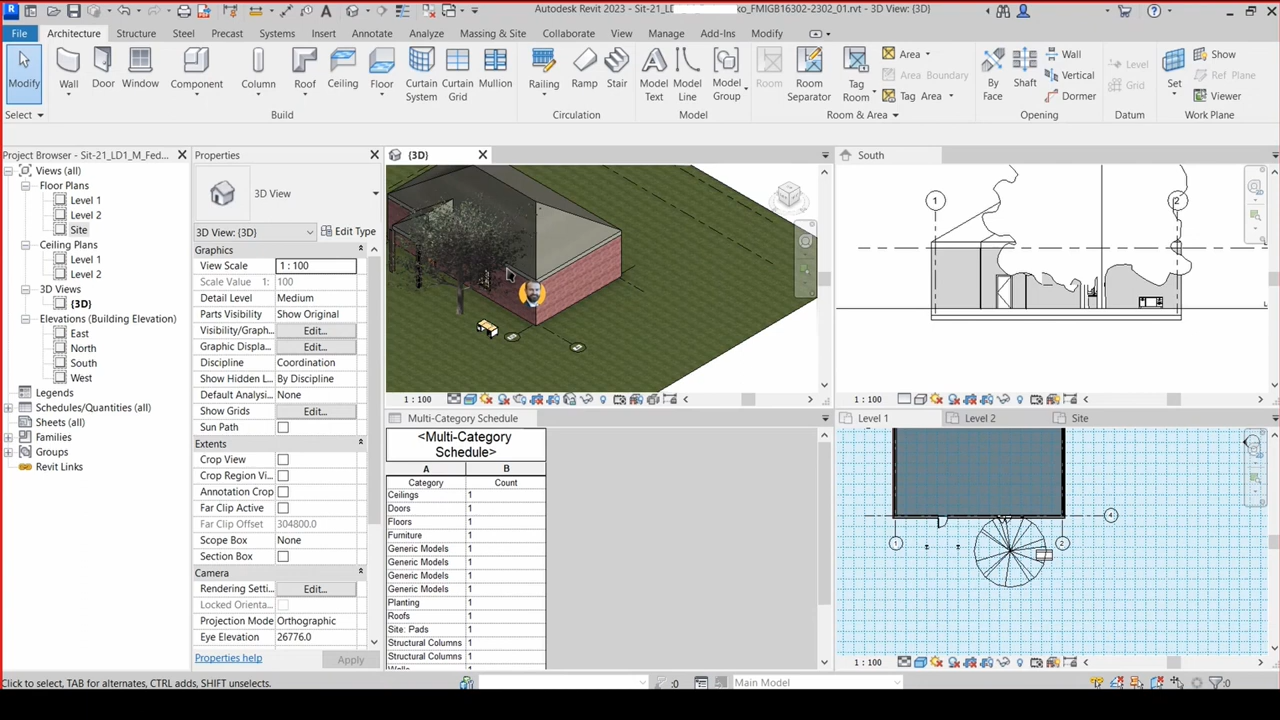 Autodesk Revit 2023 - Sit-21_LD1_ ko_FMIGB16302-2302_01.rvt - 3D View: {3D}
File Architecture Structure Steel Precast Systems Insert Annotate Analyze Massing & Site Collaborate View Manage Add-Ins Modify
Modify Wall Door Window Component Column Roof Ceiling Floor Curtain System Curtain Grid Mullion Railing Ramp Stair Model Text Model Line Model Group Room Room Separator Tag Room
Area
Area Boundary
Tag Area
By Face Shaft
Wall
Vertical
Dormer
Level
Grid
Set
Show
Ref Plane
Viewer
Select Build Circulation Model Room & Area Opening Datum Work Plane
Project Browser - Sit-21_LD1_M_Fed...
Views (all)
Floor Plans
Level 1
Level 2
Site
Ceiling Plans
Level 1
Level 2
3D Views
{3D}
Elevations (Building Elevation)
East
North
South
West
Legends
Schedules/Quantities (all)
Sheets (all)
Families
Groups
Revit Links
Properties
3D View
3D View: {3D} Edit Type
Graphics
View Scale 1 : 100
Scale Value 1: 100
Detail Level Medium
Parts Visibility Show Original
Visibility/Graph... Edit...
Graphic Displa... Edit...
Discipline Coordination
Show Hidden L... By Discipline
Default Analysi... None
Show Grids Edit...
Sun Path
Extents
Crop View
Crop Region Vi...
Annotation Crop
Far Clip Active
Far Clip Offset 304800.0
Scope Box None
Section Box
Camera
Rendering Setti... Edit...
Locked Orienta...
Projection Mode Orthographic
Eye Elevation 26776.0
Properties help Apply
{3D}
1 : 100
South
1 2
1 : 100
Multi-Category Schedule
<Multi-Category
Schedule>
A B
Category Count
Ceilings 1
Doors 1
Floors 1
Furniture 1
Generic Models 1
Generic Models 1
Generic Models 1
Generic Models 1
Planting 1
Roofs 1
Site: Pads 1
Structural Columns 1
Structural Columns 1
Walls 1
Level 1 Level 2 Site
4
1 2
1 : 100
Click to select, TAB for alternates, CTRL adds, SHIFT unselects. :0 Main Model :0